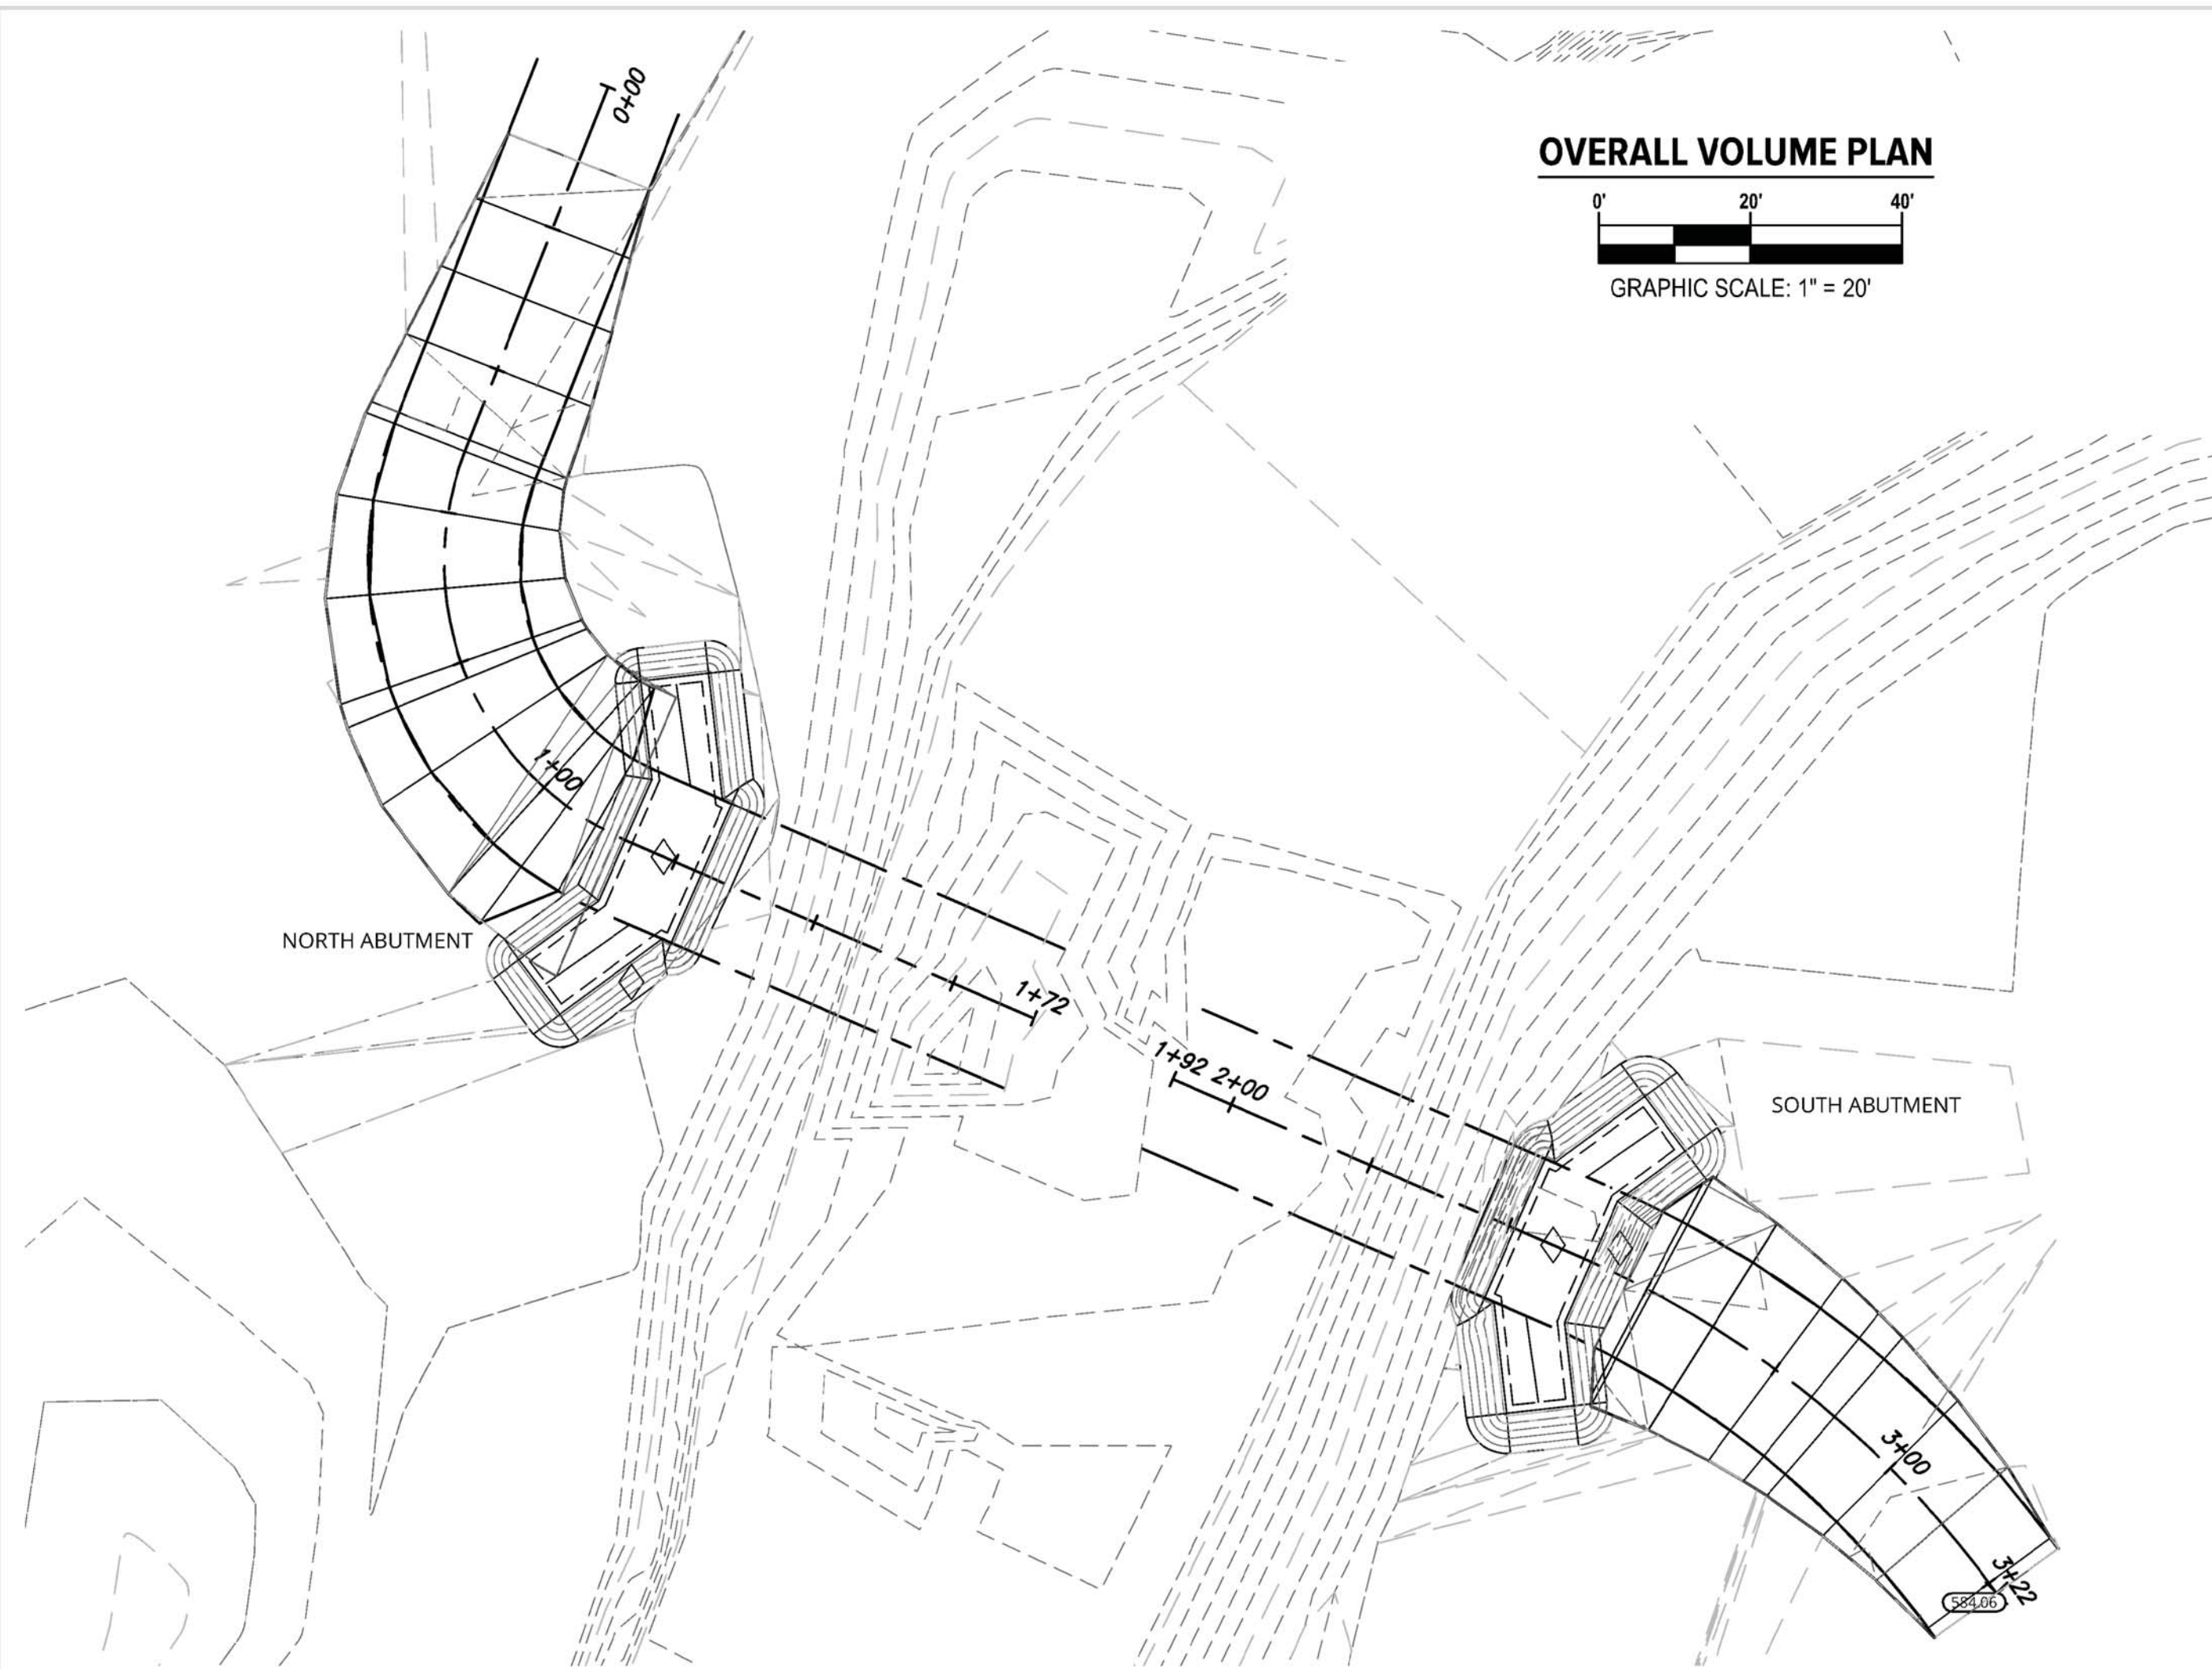 0+00
OVERALL VOLUME PLAN
0' 20' 40'
GRAPHIC SCALE: 1" = 20'
1+00
NORTH ABUTMENT
1+72
1+92 2+00
SOUTH ABUTMENT
3+00
3+22
584.06